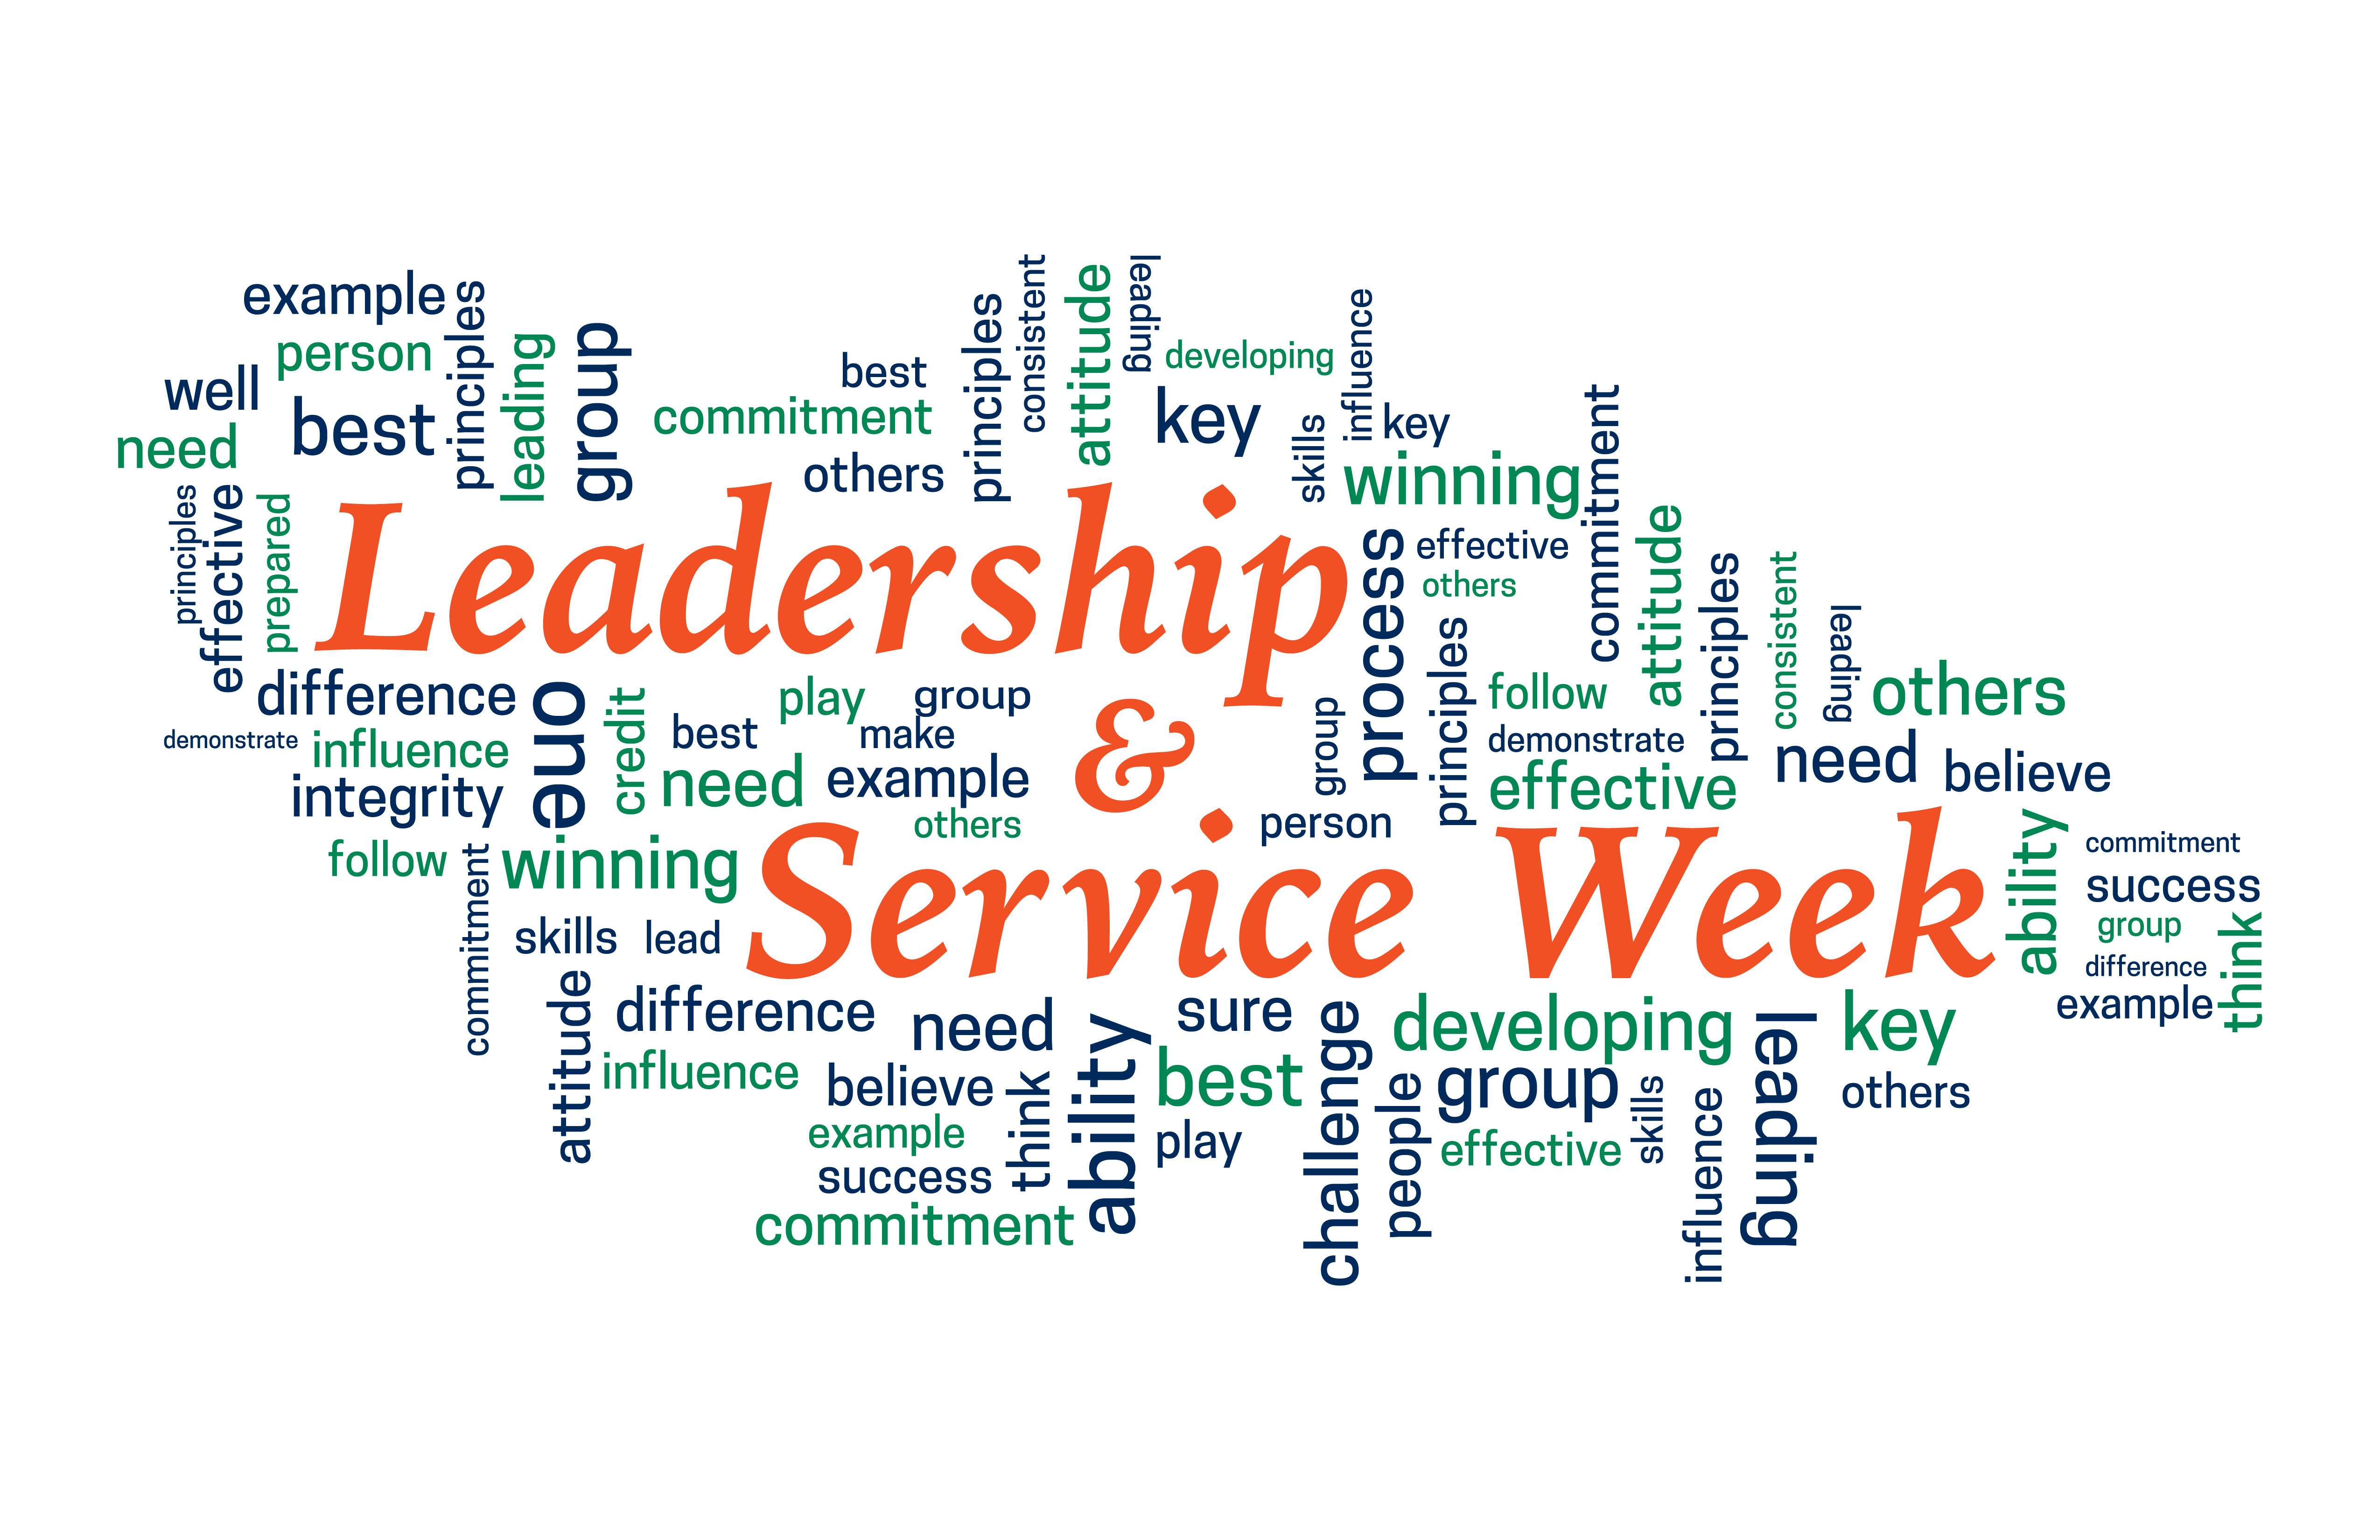 example
person
well
best
need
principles
leading
group
best
commitment
others
principles
consistent
attitude
leading
developing
key
influence
key
skills
winning
commitment
principles
effective
prepared
Leadership
process
effective
others
attitude
principles
consistent
leading
others
difference
one
credit
play
group
best
make
demonstrate
influence
need
example
integrity
others
&
group
principles
follow
demonstrate
effective
need
believe
person
follow
commitment
winning
skills
lead
Service Week
ability
commitment
success
group
difference
example
think
attitude
difference
influence
need
believe
example
success
commitment
think
ability
sure
best
play
challenge
people
developing
group
effective
skills
influence
leading
key
others